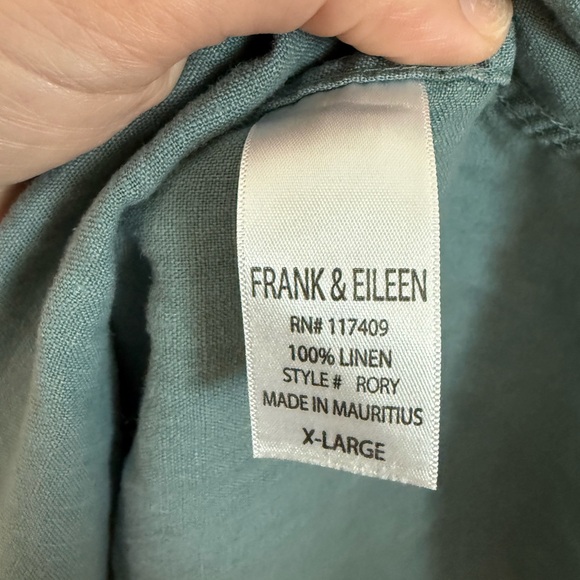 FRANK & EILEEN
RN# 117409
100% LINEN
STYLE# RORY
MADE IN MAURITIUS
X-LARGE